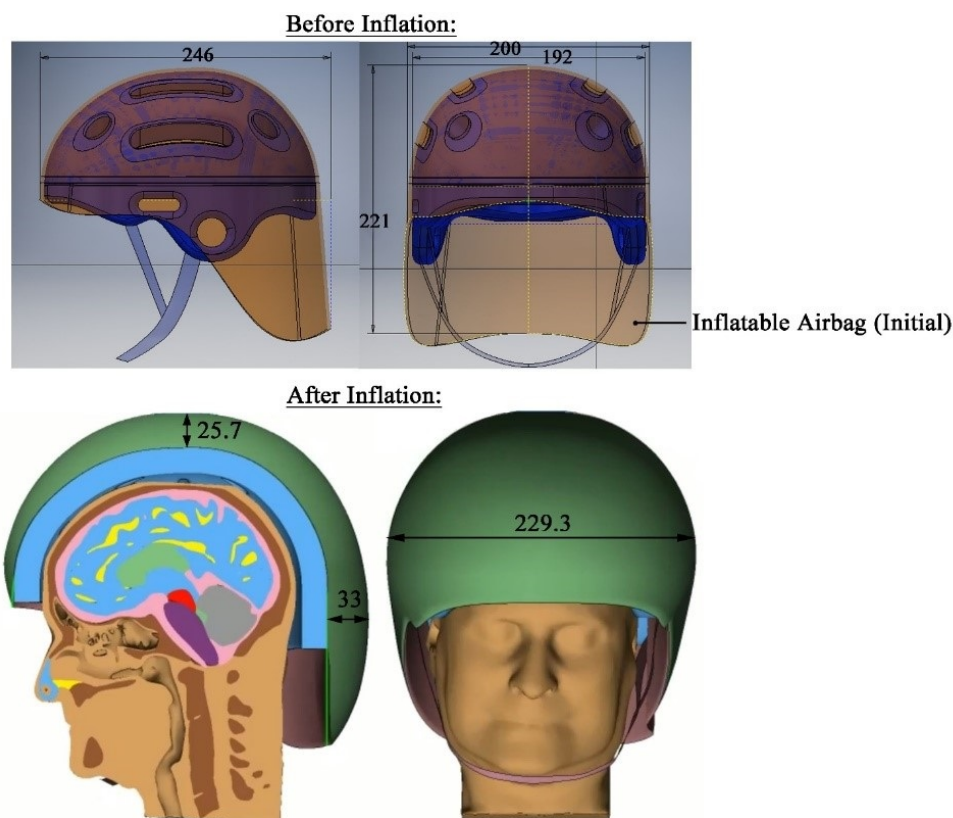 Before Inflation:
246
200
192
221
Inflatable Airbag (Initial)
After Inflation:
25.7
229.3
33